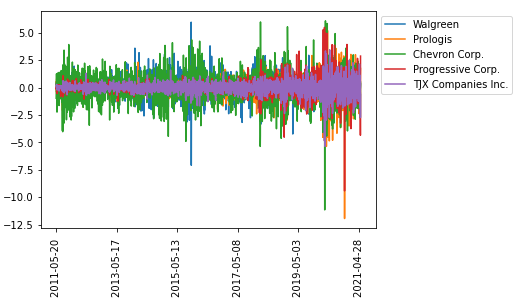 5.0
2.5
0.0
−2.5
−5.0
−7.5
−10.0
−12.5
2011-05-20
2013-05-17
2015-05-13
2017-05-08
2019-05-03
2021-04-28
Walgreen
Prologis
Chevron Corp.
Progressive Corp.
TJX Companies Inc.